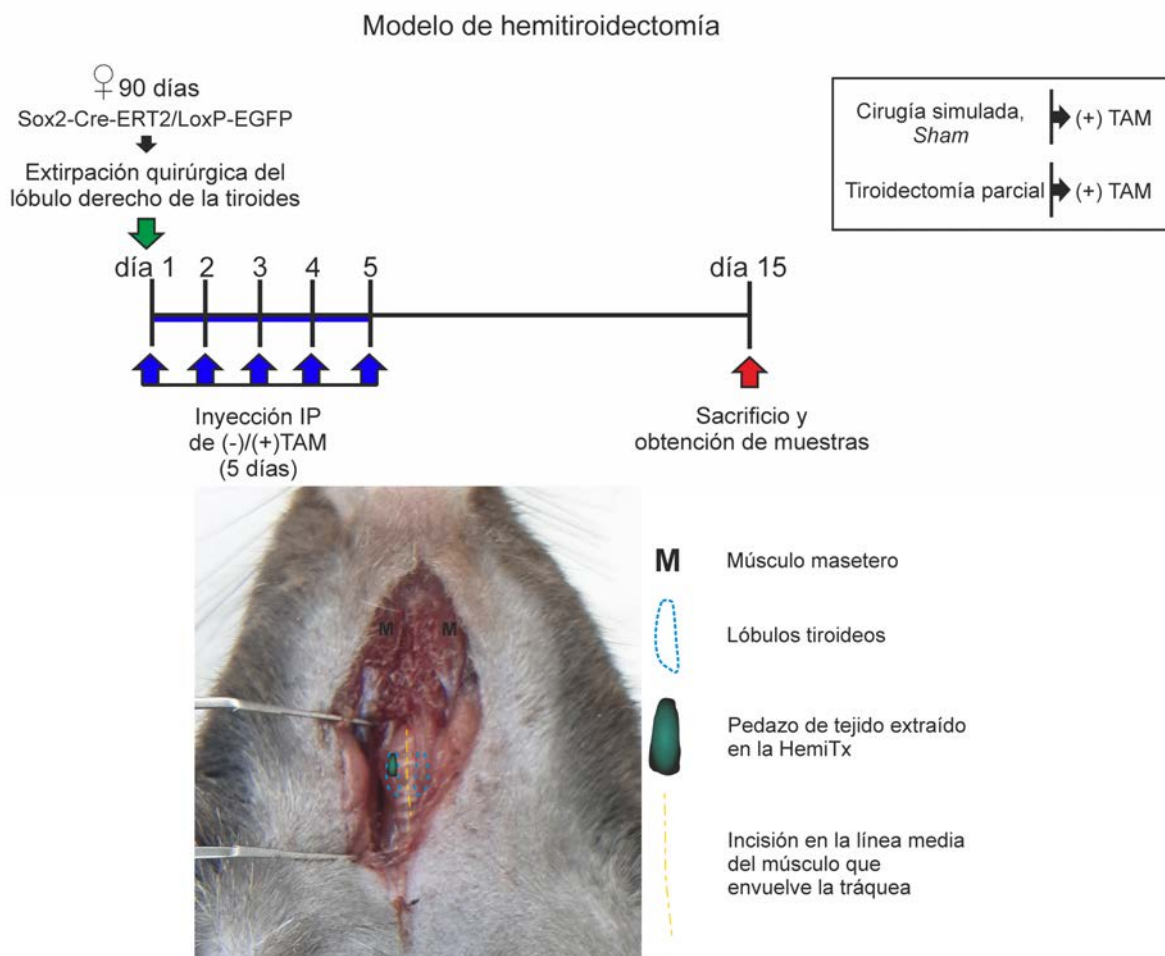 Modelo de hemitiroidectomía
♀ 90 días
Sox2-Cre-ERT2/LoxP-EGFP
Extirpación quirúrgica del
lóbulo derecho de la tiroides
día 1 2 3 4 5 día 15
Inyección IP
de (-)/(+)TAM
(5 días)
Sacrificio y
obtención de muestras
Cirugía simulada,
Sham
(+) TAM
Tiroidectomía parcial
(+) TAM
M M
M
Músculo masetero
Lóbulos tiroideos
Pedazo de tejido extraído
en la HemiTx
Incisión en la línea media
del músculo que
envuelve la tráquea